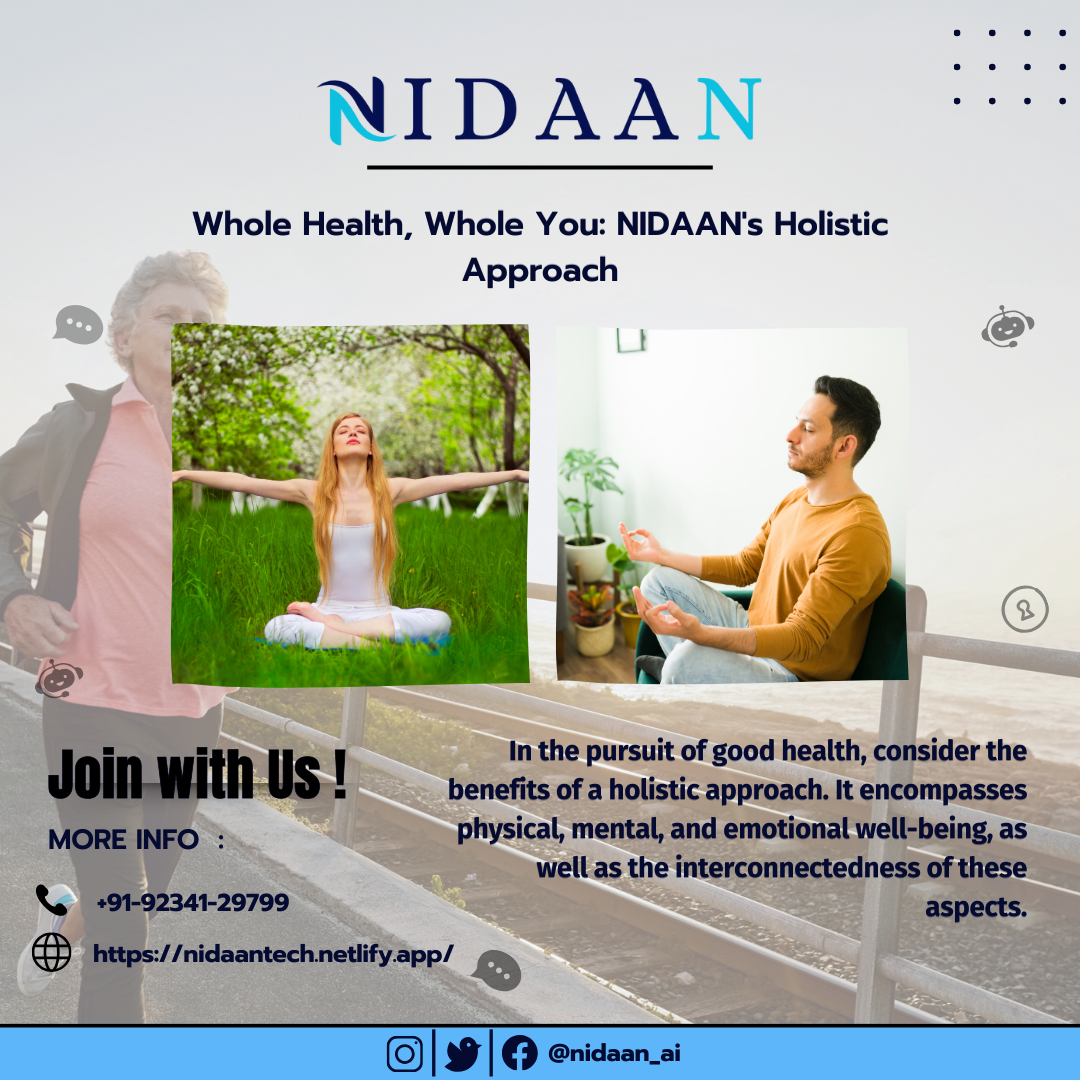 NIDAAN
Whole Health, Whole You: NIDAAN's Holistic
Approach
Join with Us !
MORE INFO :
+91-92341-29799
https://nidaantech.netlify.app/
In the pursuit of good health, consider the
benefits of a holistic approach. It encompasses
physical, mental, and emotional well-being, as
well as the interconnectedness of these
aspects.
@nidaan_ai